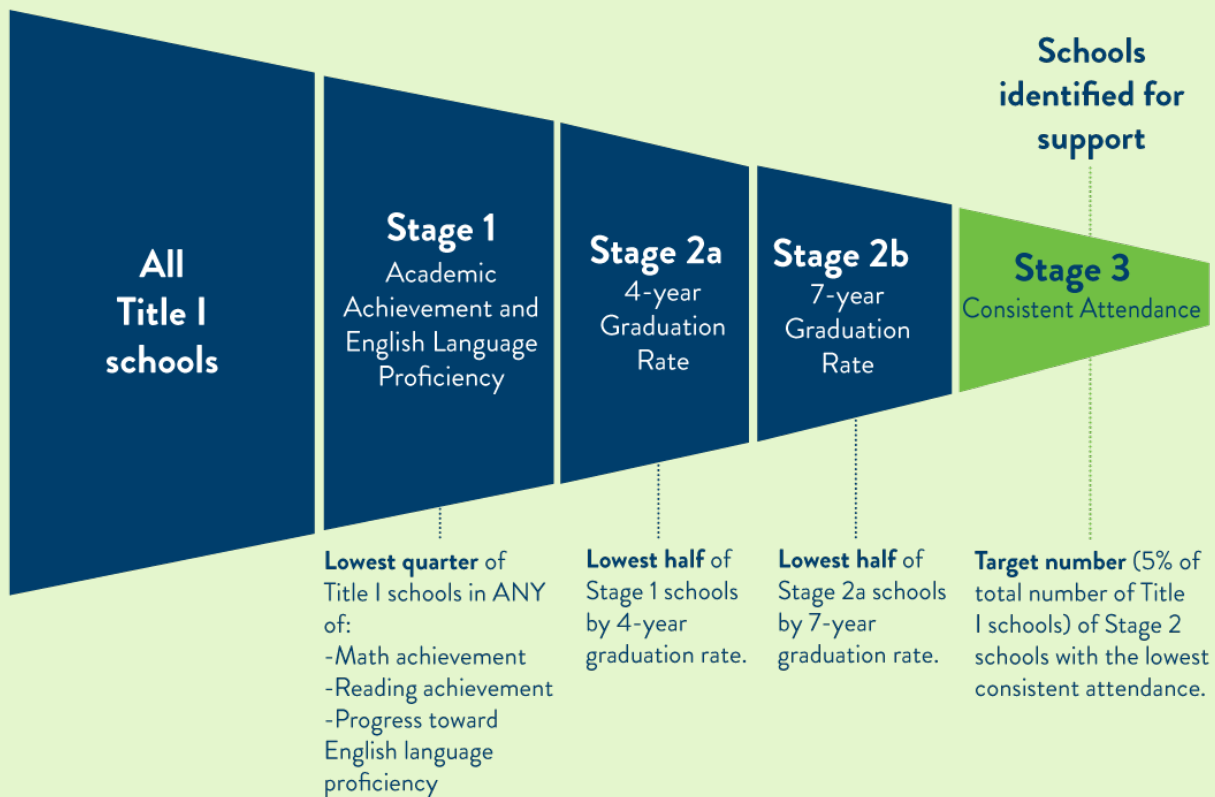 All
Title I
schools
Stage 1
Academic
Achievement and
English Language
Proficiency
Lowest quarter of
Title I schools in ANY
of:
-Math achievement
-Reading achievement
-Progress toward
English language
proficiency
Stage 2a
4-year
Graduation
Rate
Lowest half of
Stage 1 schools
by 4-year
graduation rate.
Stage 2b
7-year
Graduation
Rate
Lowest half of
Stage 2a schools
by 7-year
graduation rate.
Schools
identified for
support
Stage 3
Consistent Attendance
Target number (5% of
total number of Title
I schools) of Stage 2
schools with the lowest
consistent attendance.